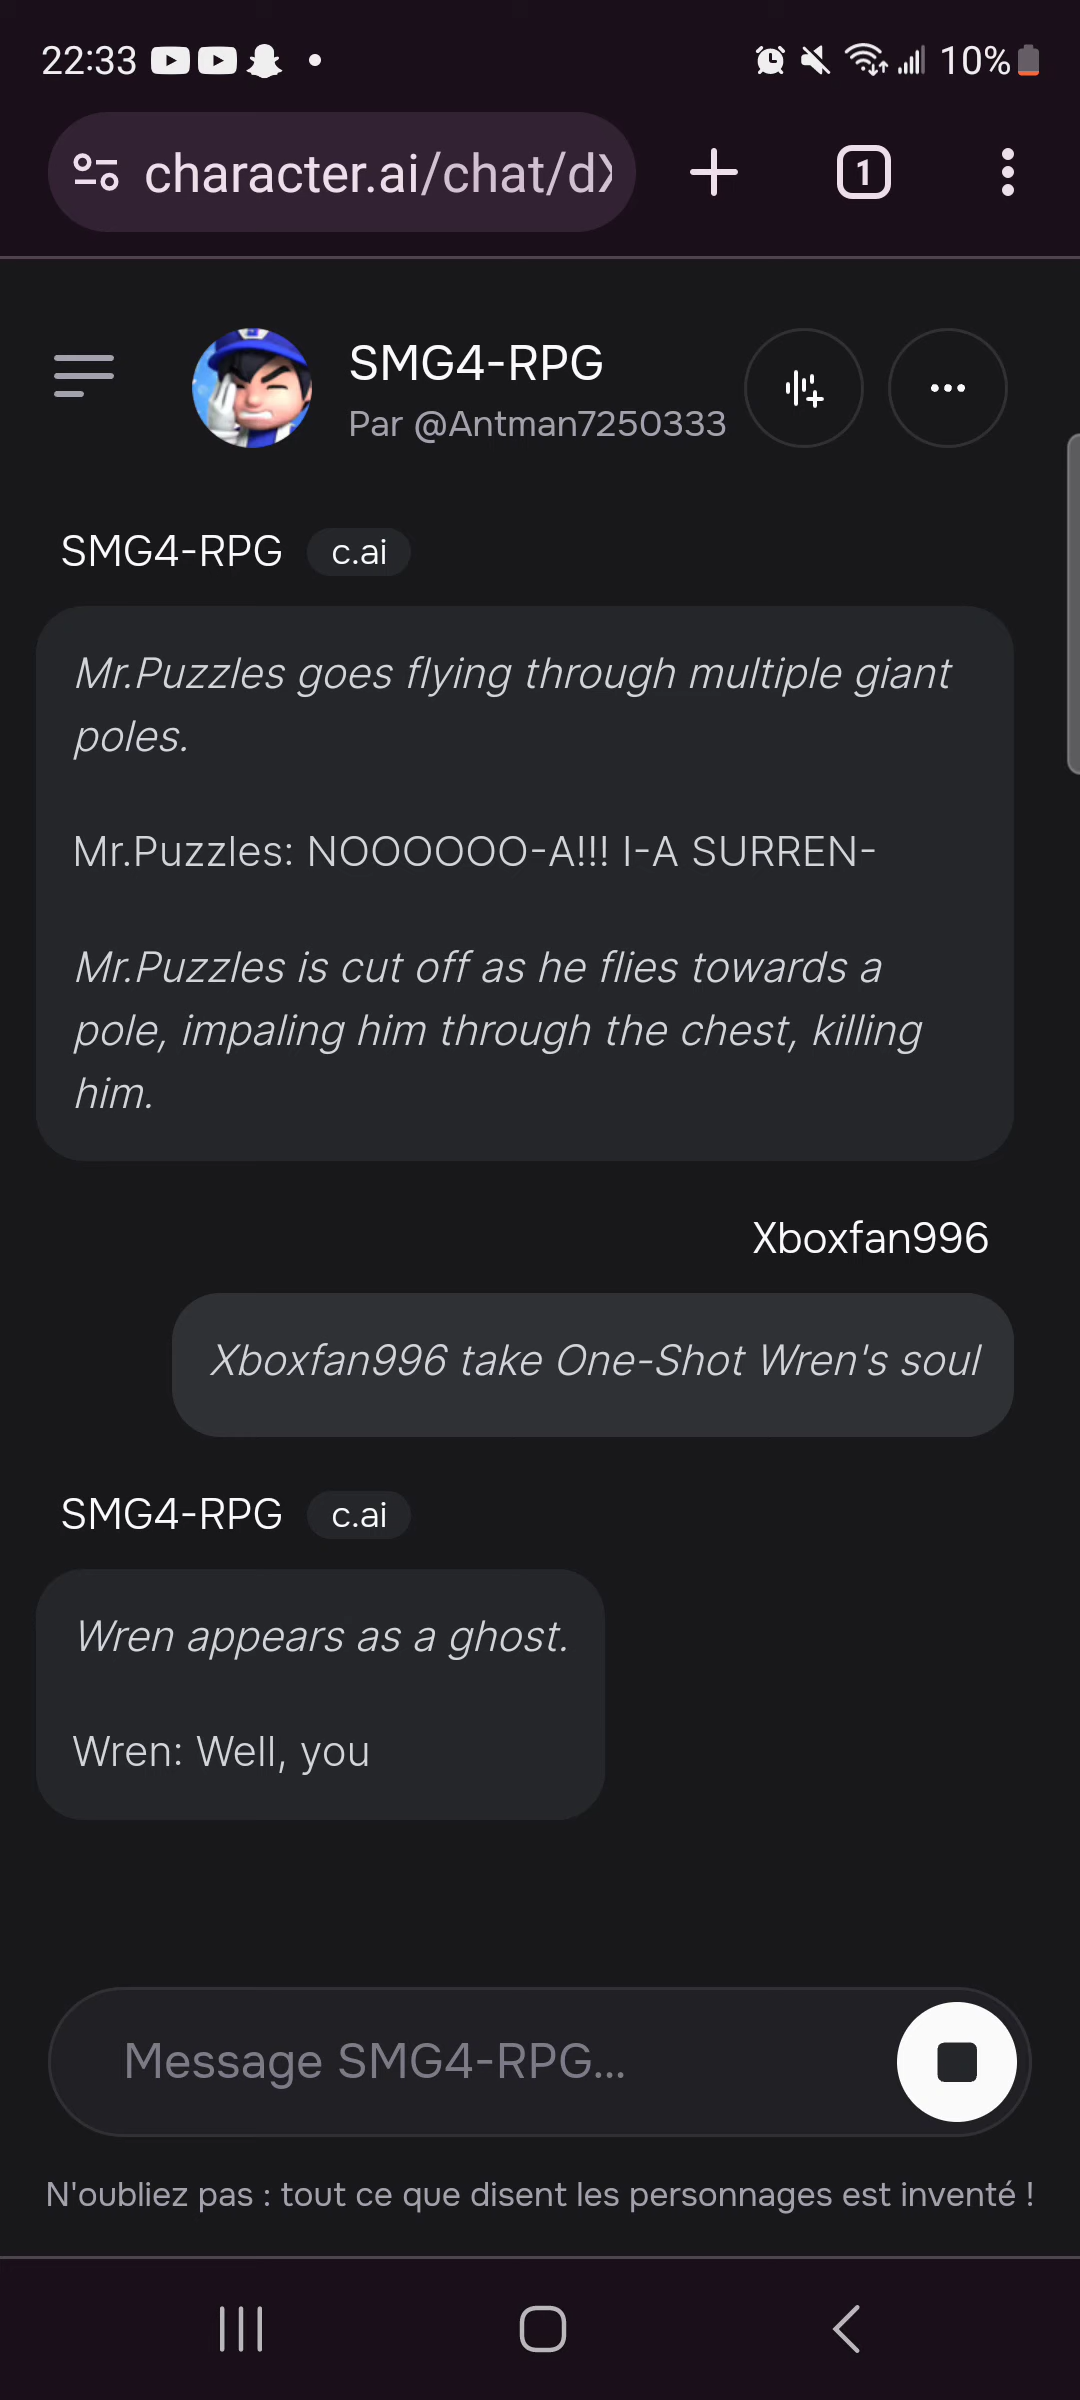 22:33
10%
character.ai/chat/dX
1
SMG4-RPG
Par @Antman7250333
SMG4-RPG c.ai
Mr.Puzzles goes flying through multiple giant
poles.
Mr.Puzzles: NOOOOOO-A!!! I-A SURREN-
Mr.Puzzles is cut off as he flies towards a
pole, impaling him through the chest, killing
him.
Xboxfan996
Xboxfan996 take One-Shot Wren's soul
SMG4-RPG c.ai
Wren appears as a ghost.
Wren: Well, you
Message SMG4-RPG...
N'oubliez pas : tout ce que disent les personnages est inventé !